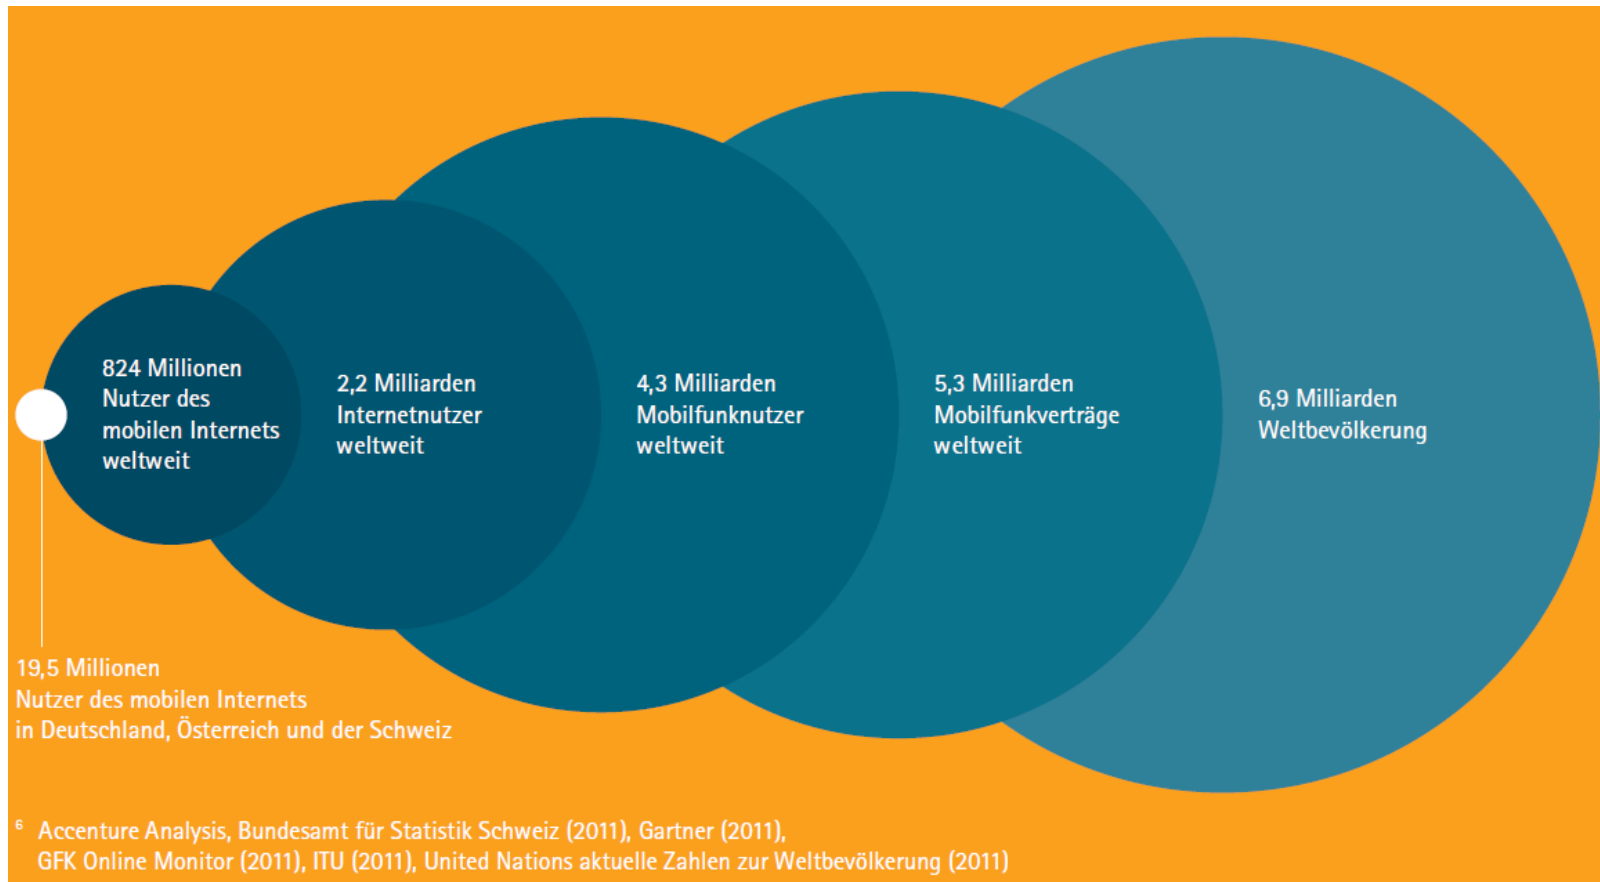 824 Millionen
Nutzer des
mobilen Internets
weltweit
2,2 Milliarden
Internetnutzer
weltweit
4,3 Milliarden
Mobilfunknutzer
weltweit
5,3 Milliarden
Mobilfunkverträge
weltweit
6,9 Milliarden
Weltbevölkerung
19,5 Millionen
Nutzer des mobilen Internets
in Deutschland, Österreich und der Schweiz
6 Accenture Analysis, Bundesamt für Statistik Schweiz (2011), Gartner (2011),
GFK Online Monitor (2011), ITU (2011), United Nations aktuelle Zahlen zur Weltbevölkerung (2011)